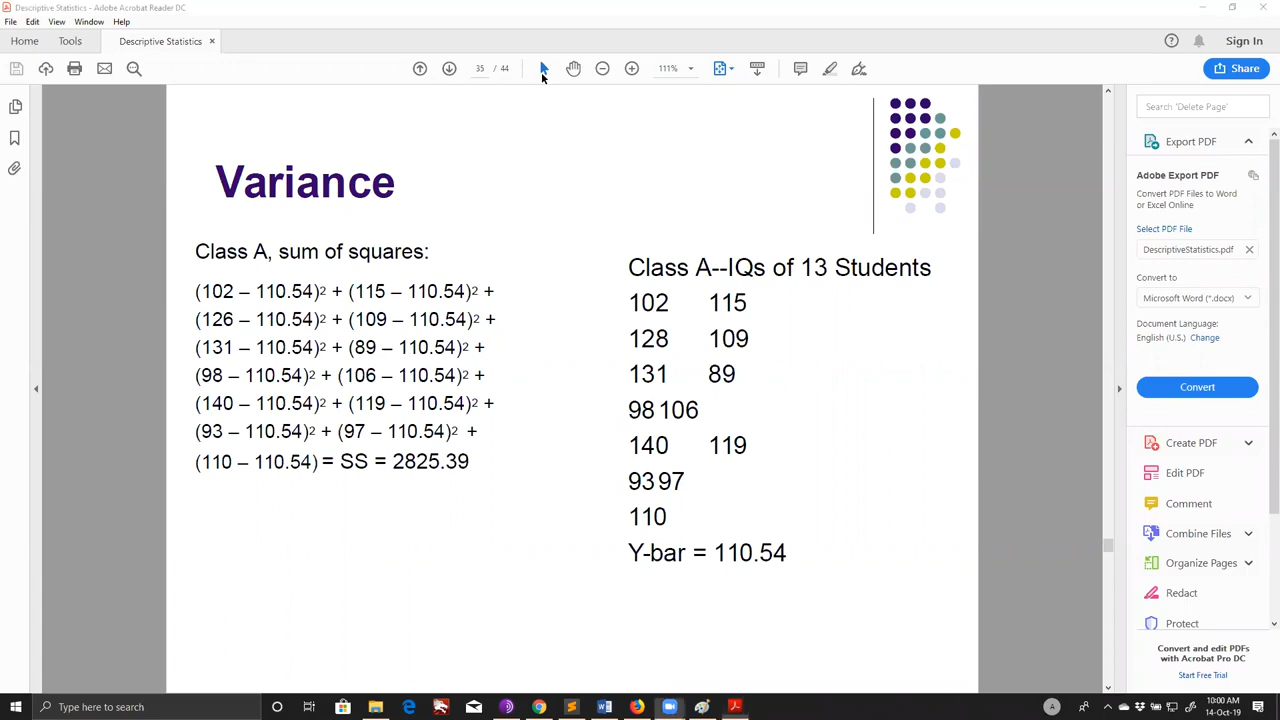 Descriptive Statistics - Adobe Acrobat Reader DC
File Edit View Window Help
Home Tools Descriptive Statistics × Sign In
35 / 44 111% Share
Variance
Class A, sum of squares:
(102 – 110.54)² + (115 – 110.54)² +
(126 – 110.54)² + (109 – 110.54)² +
(131 – 110.54)² + (89 – 110.54)² +
(98 – 110.54)² + (106 – 110.54)² +
(140 – 110.54)² + (119 – 110.54)² +
(93 – 110.54)² + (97 – 110.54)² +
(110 – 110.54) = SS = 2825.39
Class A--IQs of 13 Students
102 115
128 109
131 89
98 106
140 119
93 97
110
Y-bar = 110.54
Search 'Delete Page'
Export PDF
Adobe Export PDF
Convert PDF Files to Word
or Excel Online
Select PDF File
DescriptiveStatistics.pdf
Convert to
Microsoft Word (*.docx)
Document Language:
English (U.S.) Change
Convert
Create PDF
Edit PDF
Comment
Combine Files
Organize Pages
Redact
Protect
Convert and edit PDFs
with Acrobat Pro DC
Start Free Trial
Type here to search
10:00 AM
14-Oct-19